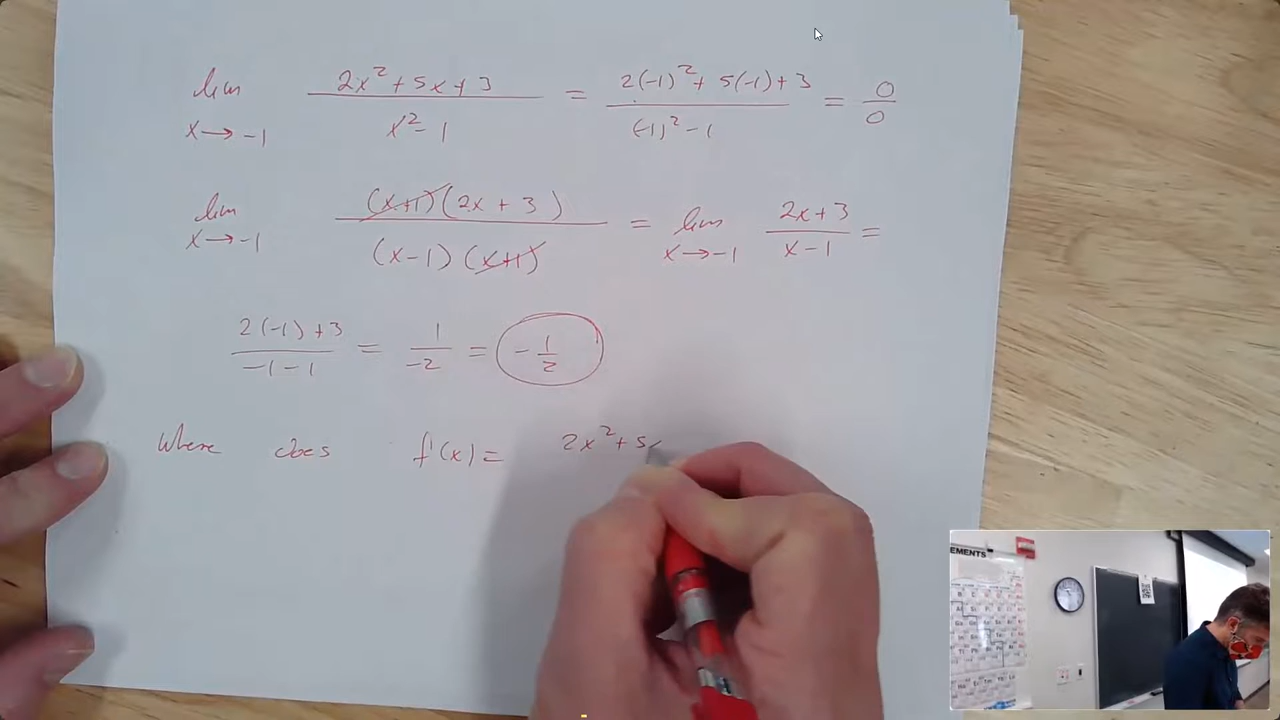 lim x→-1 2x²+5x+3 / x²-1 = 2(-1)²+5(-1)+3 / (-1)²-1 = 0/0
lim x→-1 (x+1)(2x+3) / (x-1)(x+1) = lim x→-1 2x+3 / x-1 =
2(-1)+3 / -1-1 = 1/-2 = -1/2
Where does f(x)= 2x²+5
EMENTS